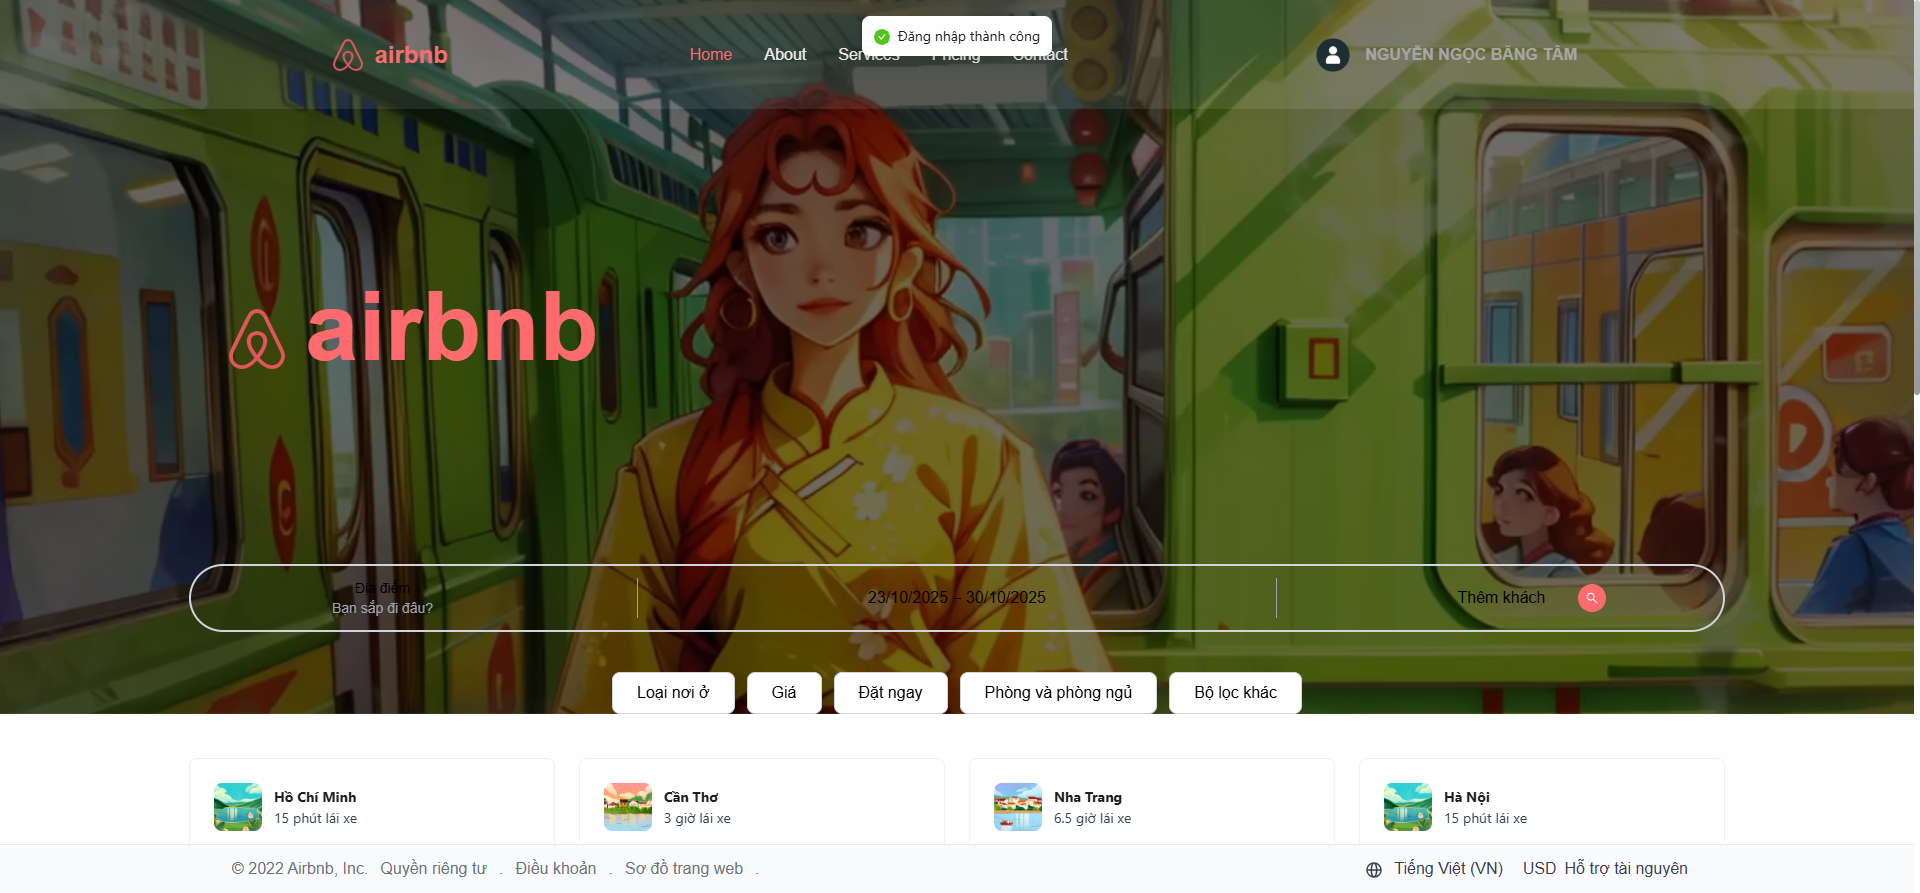 Đăng nhập thành công
airbnb
Home About Services Pricing Contact
NGUYỄN NGỌC BĂNG TÂM
airbnb
Địa điểm
Bạn sắp đi đâu?
23/10/2025 – 30/10/2025
Thêm khách
Loại nơi ở
Giá
Đặt ngay
Phòng và phòng ngủ
Bộ lọc khác
Hồ Chí Minh
15 phút lái xe
Cần Thơ
3 giờ lái xe
Nha Trang
6.5 giờ lái xe
Hà Nội
15 phút lái xe
© 2022 Airbnb, Inc. Quyền riêng tư . Điều khoản . Sơ đồ trang web .
Tiếng Việt (VN) USD Hỗ trợ tài nguyên